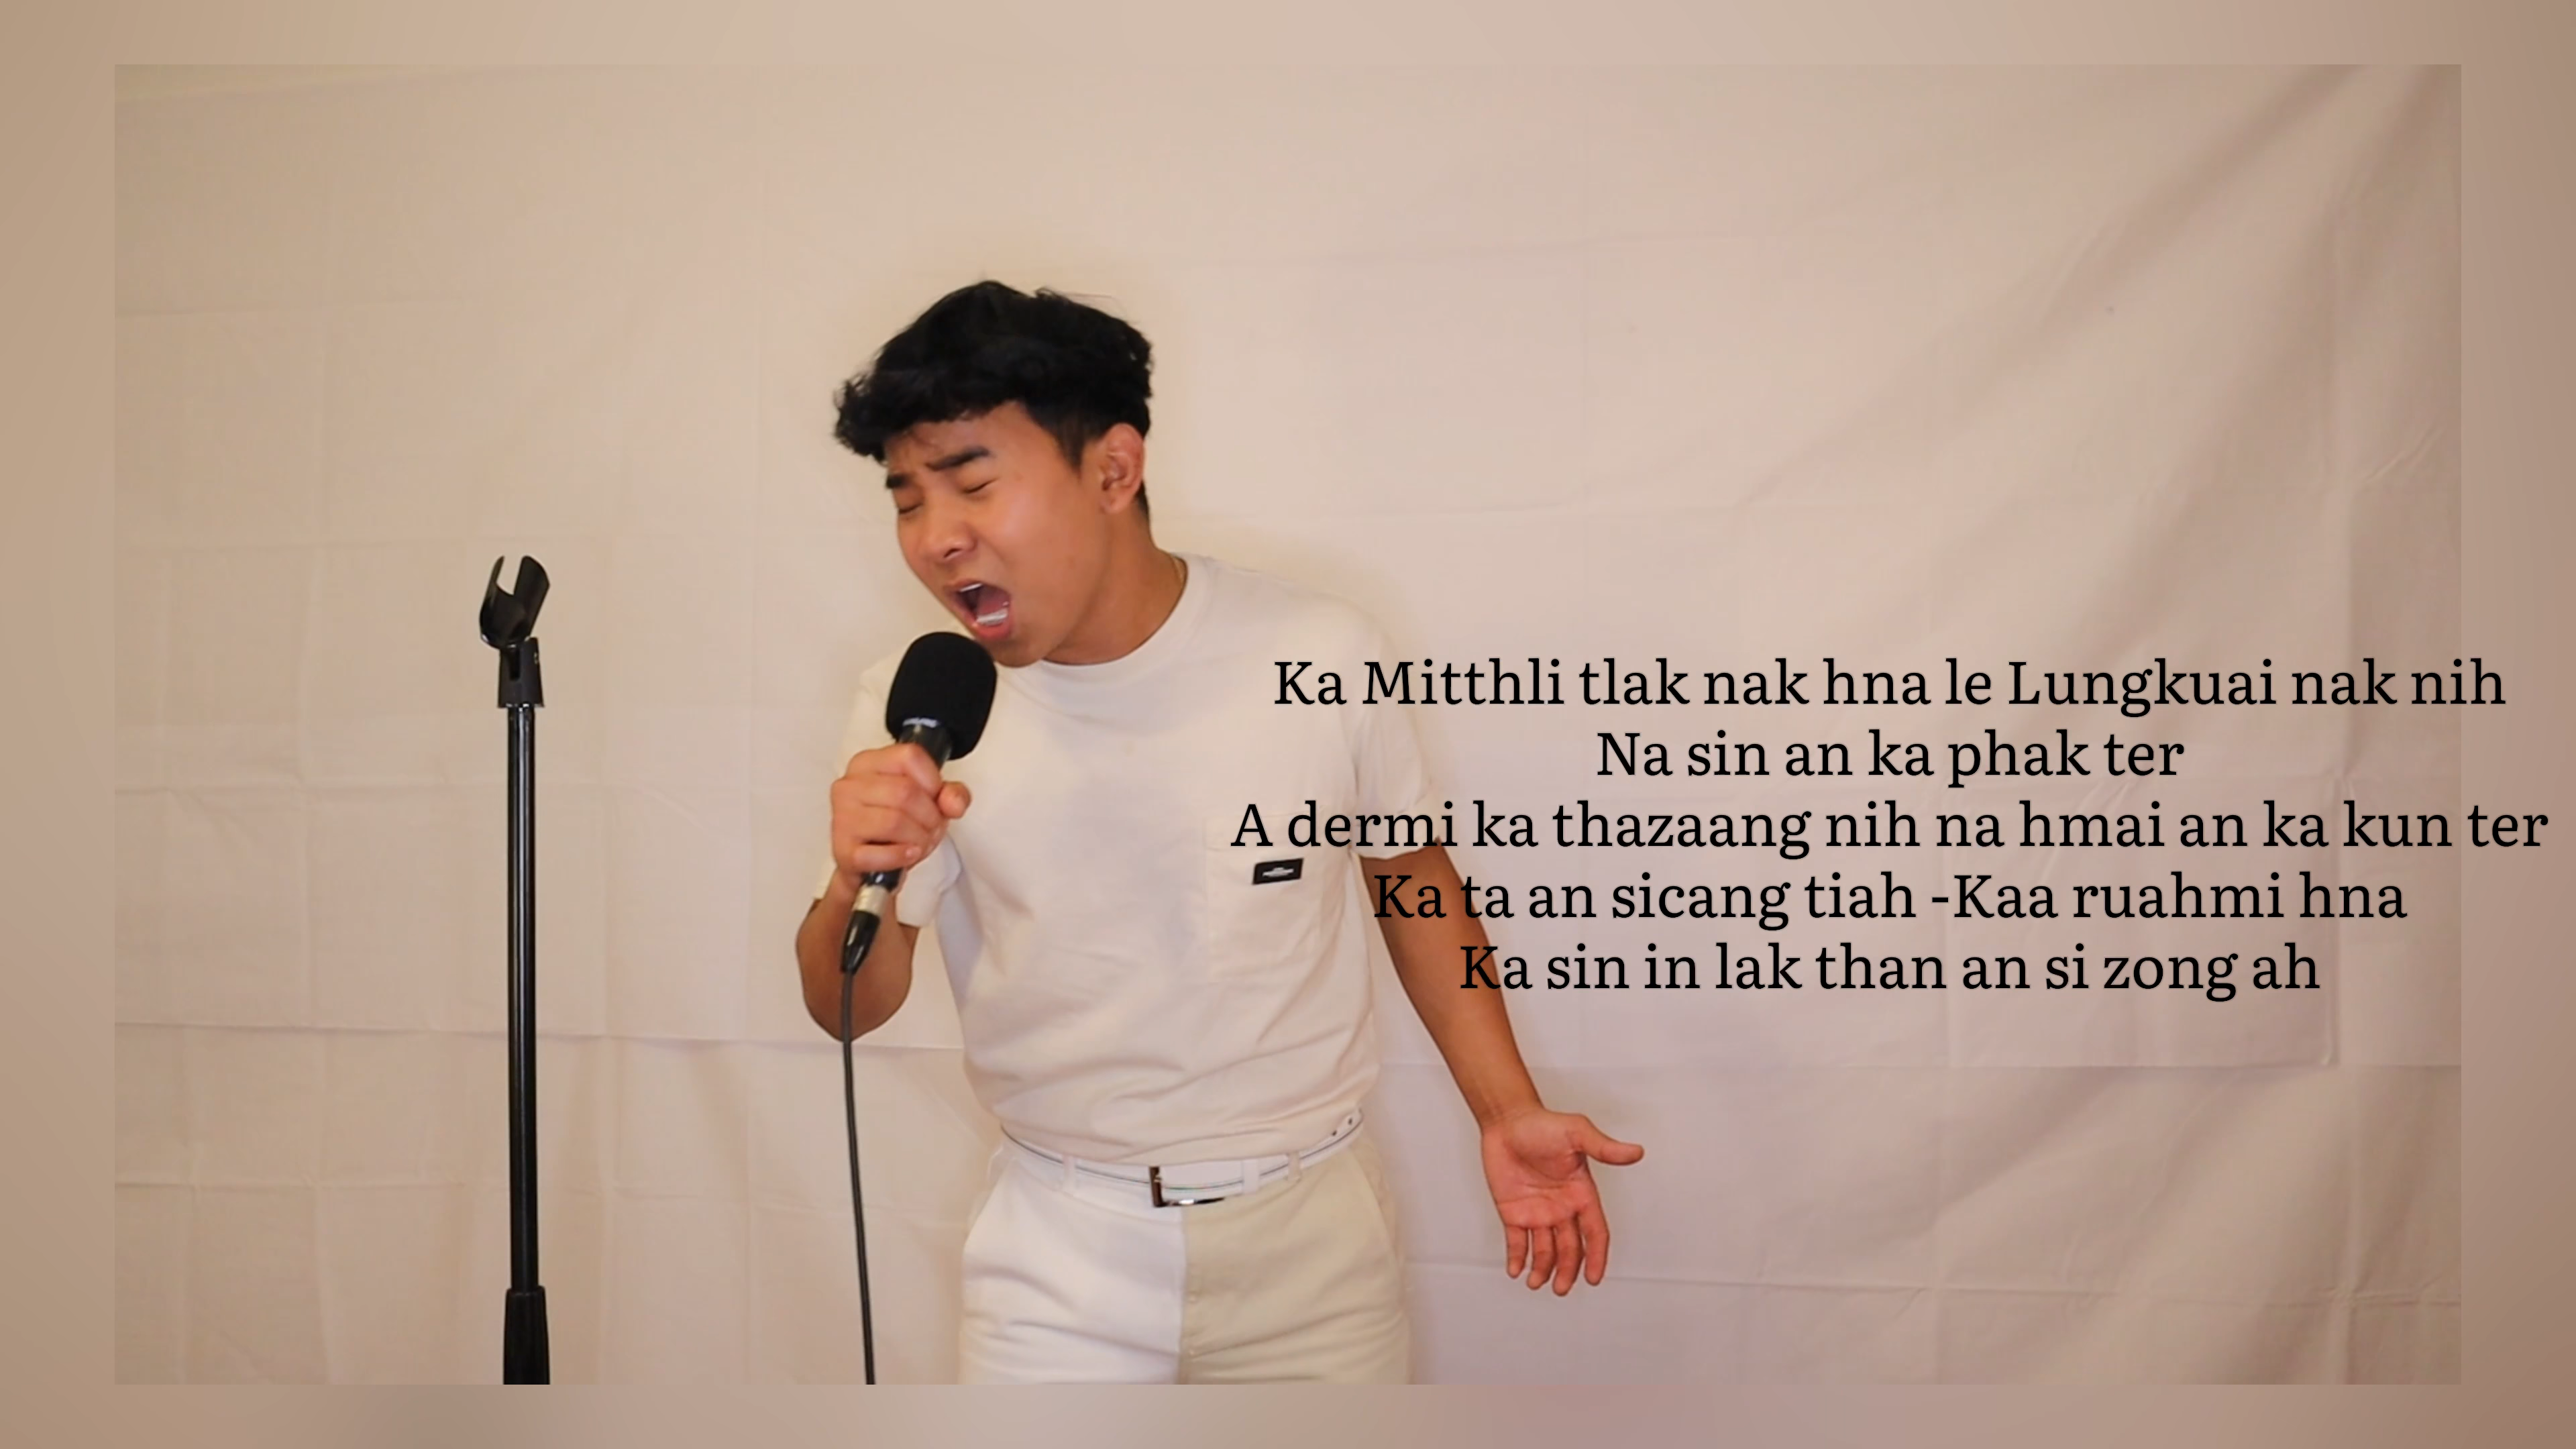 Ka Mitthli tlak nak hna le Lungkuai nak nih
Na sin an ka phak ter
A dermi ka thazaang nih na hmai an ka kun ter
Ka ta an sicang tiah -Kaa ruahmi hna
Ka sin in lak than an si zong ah